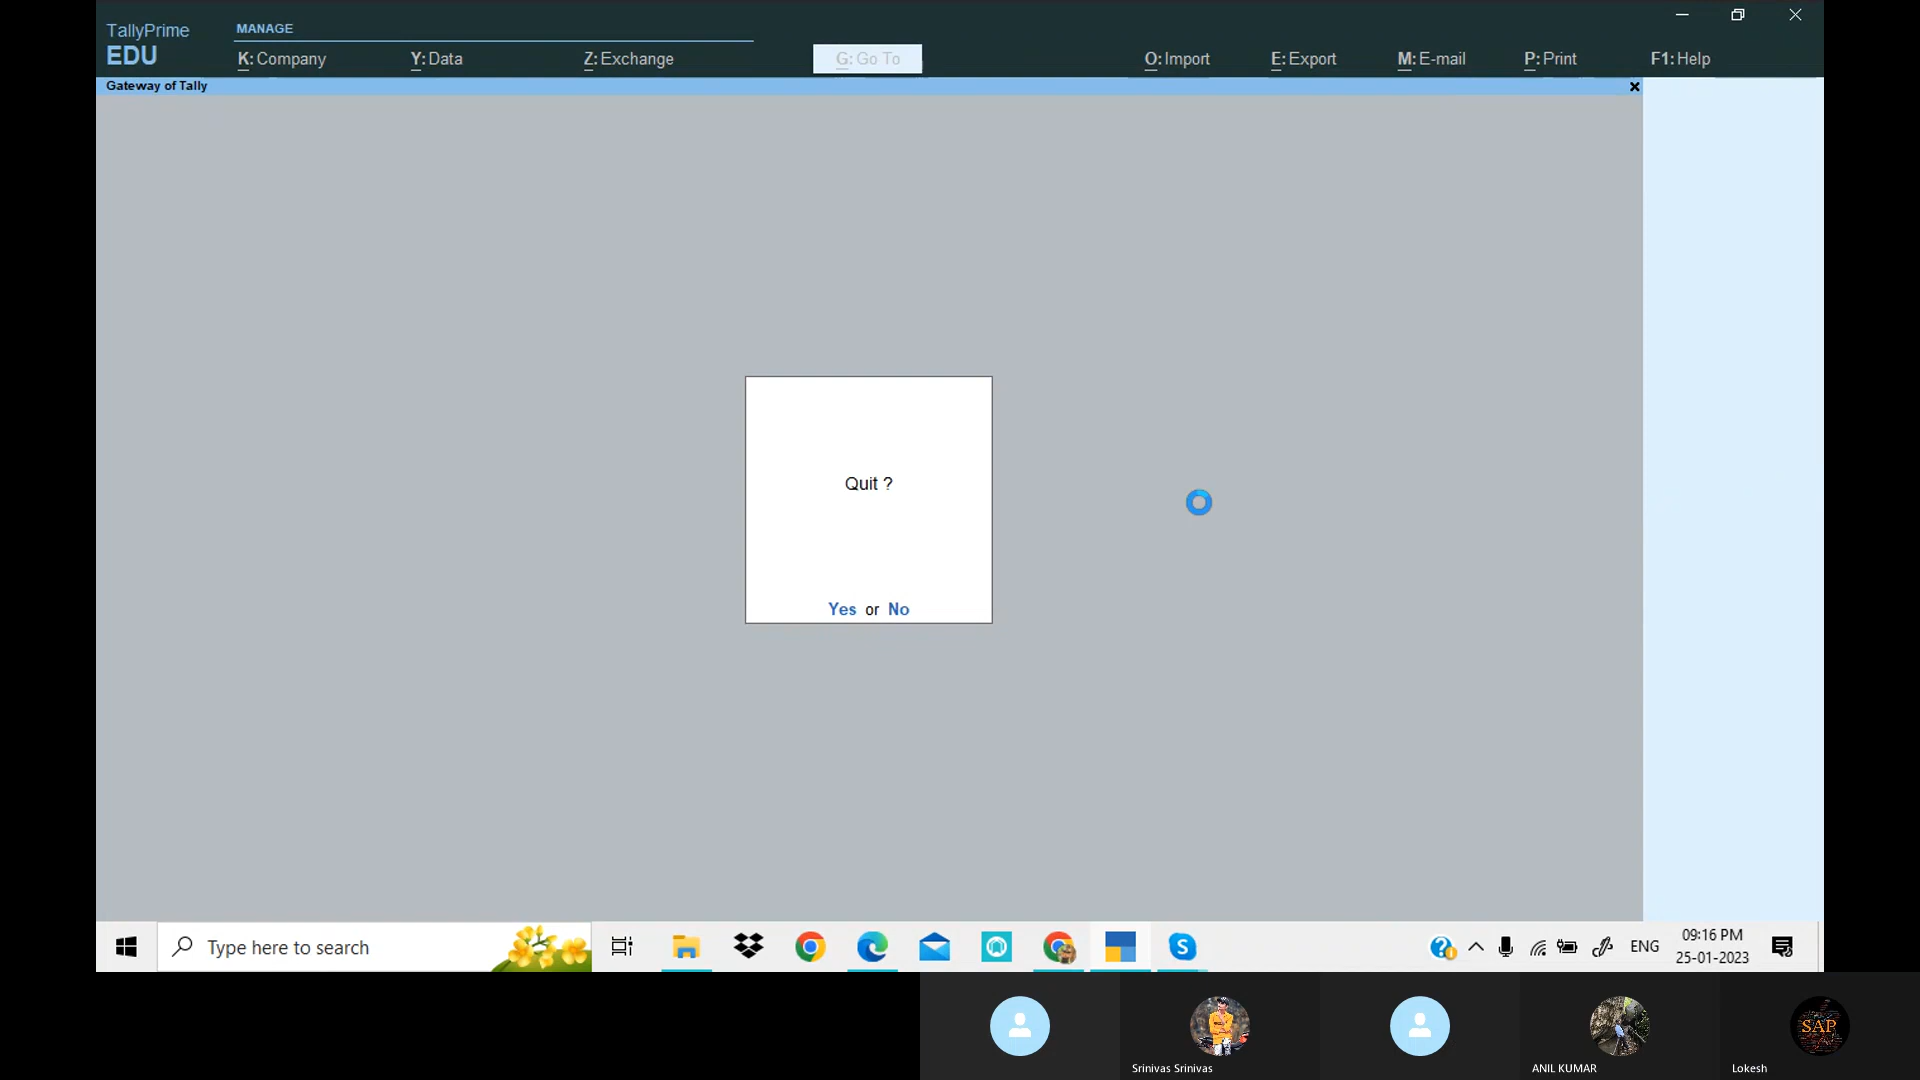 TallyPrime
EDU
MANAGE
K: Company
Y: Data
Z: Exchange
G: Go To
O: Import
E: Export
M: E-mail
P: Print
F1: Help
Gateway of Tally
Quit ?
Yes or No
Type here to search
ENG
09:16 PM
25-01-2023
SAP
Srinivas Srinivas
ANIL KUMAR
Lokesh